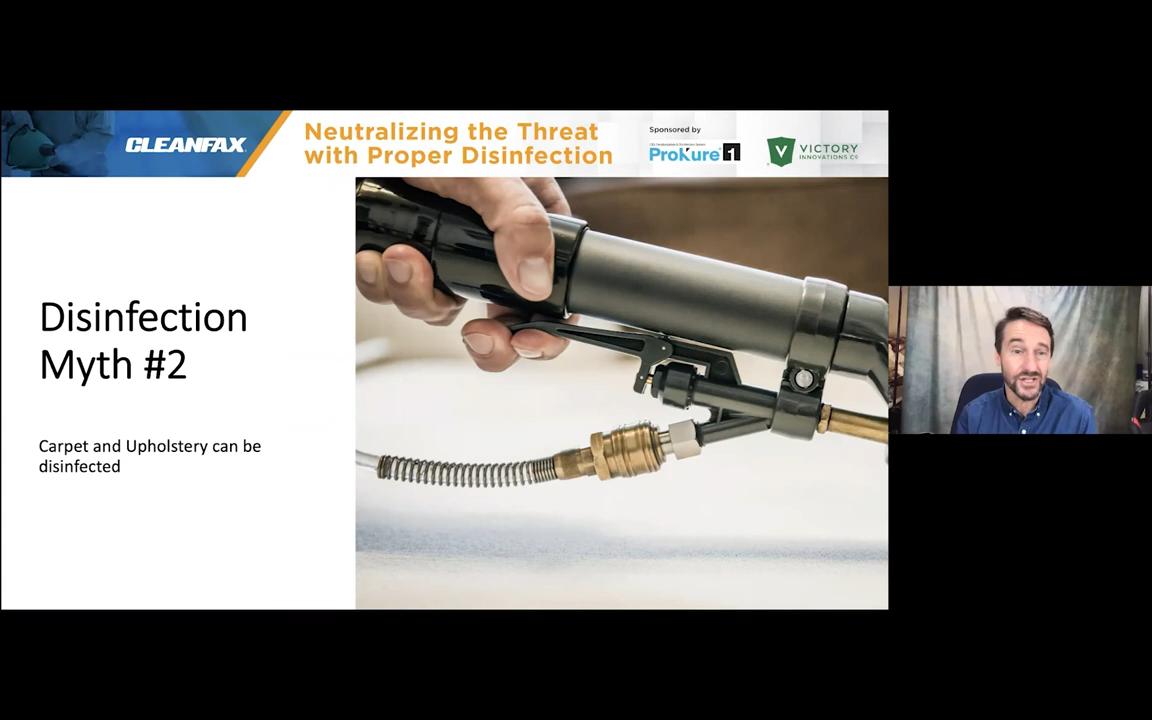 CLEANFAX
Neutralizing the Threat
with Proper Disinfection
Sponsored by
ProKure 1
VICTORY
INNOVATIONS CO
Disinfection
Myth #2
Carpet and Upholstery can be
disinfected